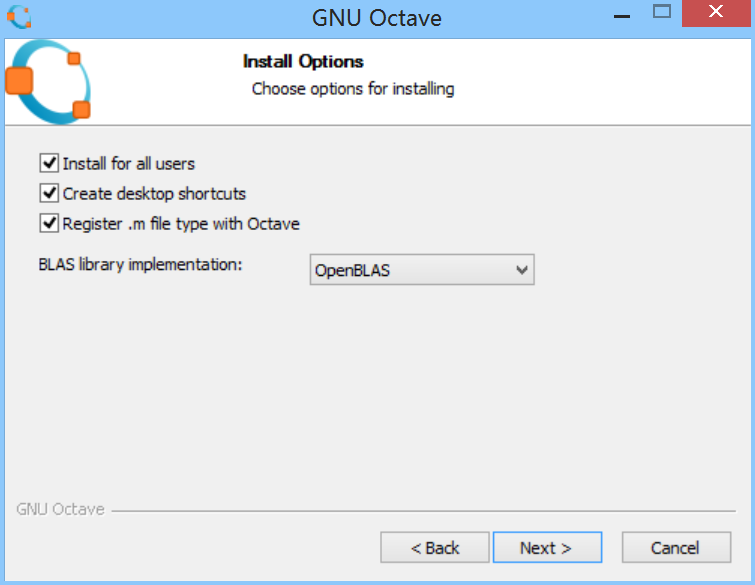 GNU Octave
Install Options
Choose options for installing
Install for all users
Create desktop shortcuts
Register .m file type with Octave
BLAS library implementation: OpenBLAS
GNU Octave
< Back Next > Cancel